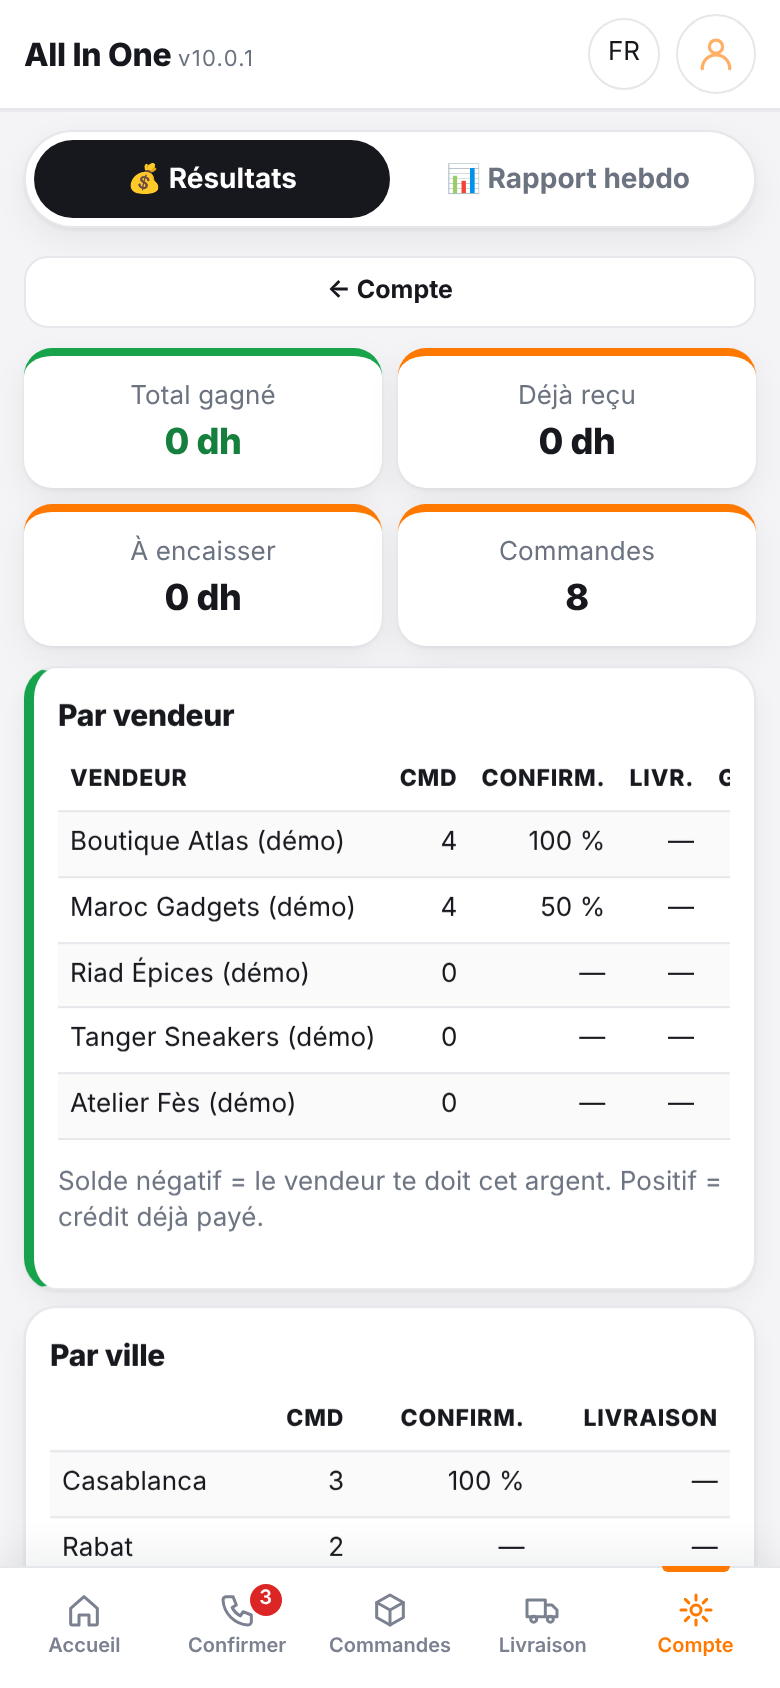 All In One v10.0.1
FR
💰 Résultats
📊 Rapport hebdo
← Compte
Total gagné
0 dh
Déjà reçu
0 dh
À encaisser
0 dh
Commandes
8
Par vendeur
VENDEUR CMD CONFIRM. LIVR.
Boutique Atlas (démo) 4 100 % —
Maroc Gadgets (démo) 4 50 % —
Riad Épices (démo) 0 — —
Tanger Sneakers (démo) 0 — —
Atelier Fès (démo) 0 — —
Solde négatif = le vendeur te doit cet argent. Positif =
crédit déjà payé.
Par ville
CMD CONFIRM. LIVRAISON
Casablanca 3 100 % —
Rabat 2 — —
3
Accueil Confirmer Commandes Livraison Compte